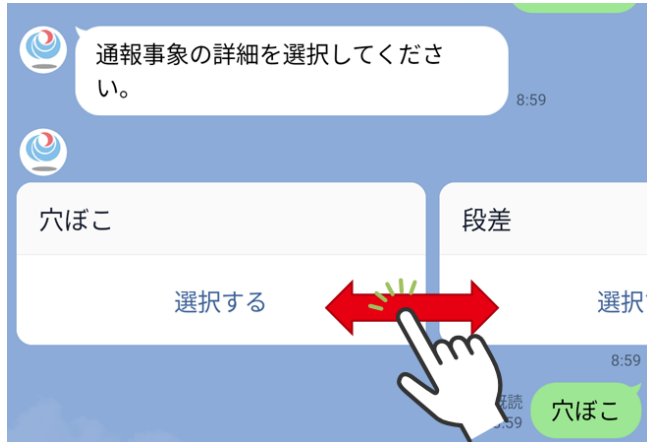 通報事象の詳細を選択してくださ
い。
8:59
穴ぼこ
段差
選択する
選択
8:59
既読
穴ぼこ